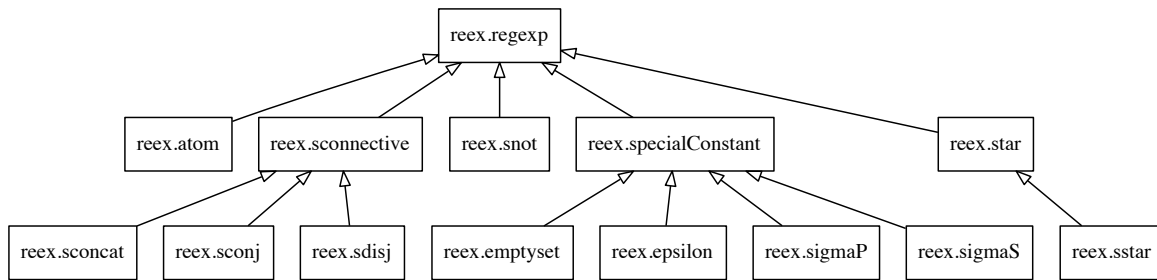 reex.regexp
reex.atom
reex.sconnective
reex.snot
reex.specialConstant
reex.star
reex.sconcat
reex.sconj
reex.sdisj
reex.emptyset
reex.epsilon
reex.sigmaP
reex.sigmaS
reex.sstar